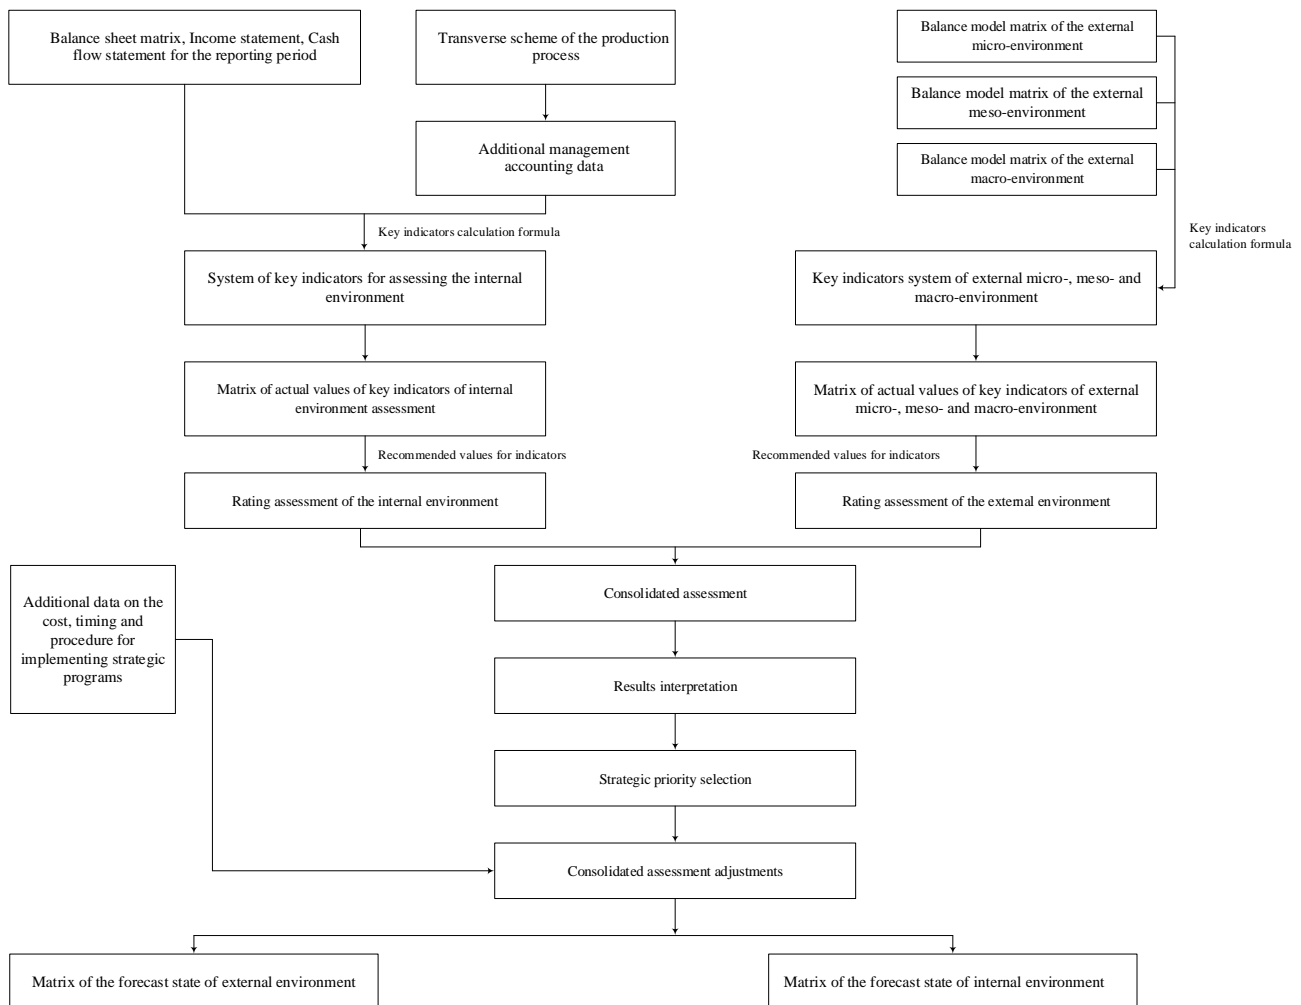 Balance sheet matrix, Income statement, Cash
flow statement for the reporting period
Transverse scheme of the production
process
Balance model matrix of the external
micro-environment
Balance model matrix of the external
meso-environment
Additional management
accounting data
Balance model matrix of the external
macro-environment
Key indicators calculation formula
Key indicators
calculation formula
System of key indicators for assessing the internal
environment
Key indicators system of external micro-, meso- and
macro-environment
Matrix of actual values of key indicators of internal
environment assessment
Matrix of actual values of key indicators of external
micro-, meso- and macro-environment
Recommended values for indicators
Recommended values for indicators
Rating assessment of the internal environment
Rating assessment of the external environment
Additional data on the
cost, timing and
procedure for
implementing strategic
programs
Consolidated assessment
Results interpretation
Strategic priority selection
Consolidated assessment adjustments
Matrix of the forecast state of external environment
Matrix of the forecast state of internal environment